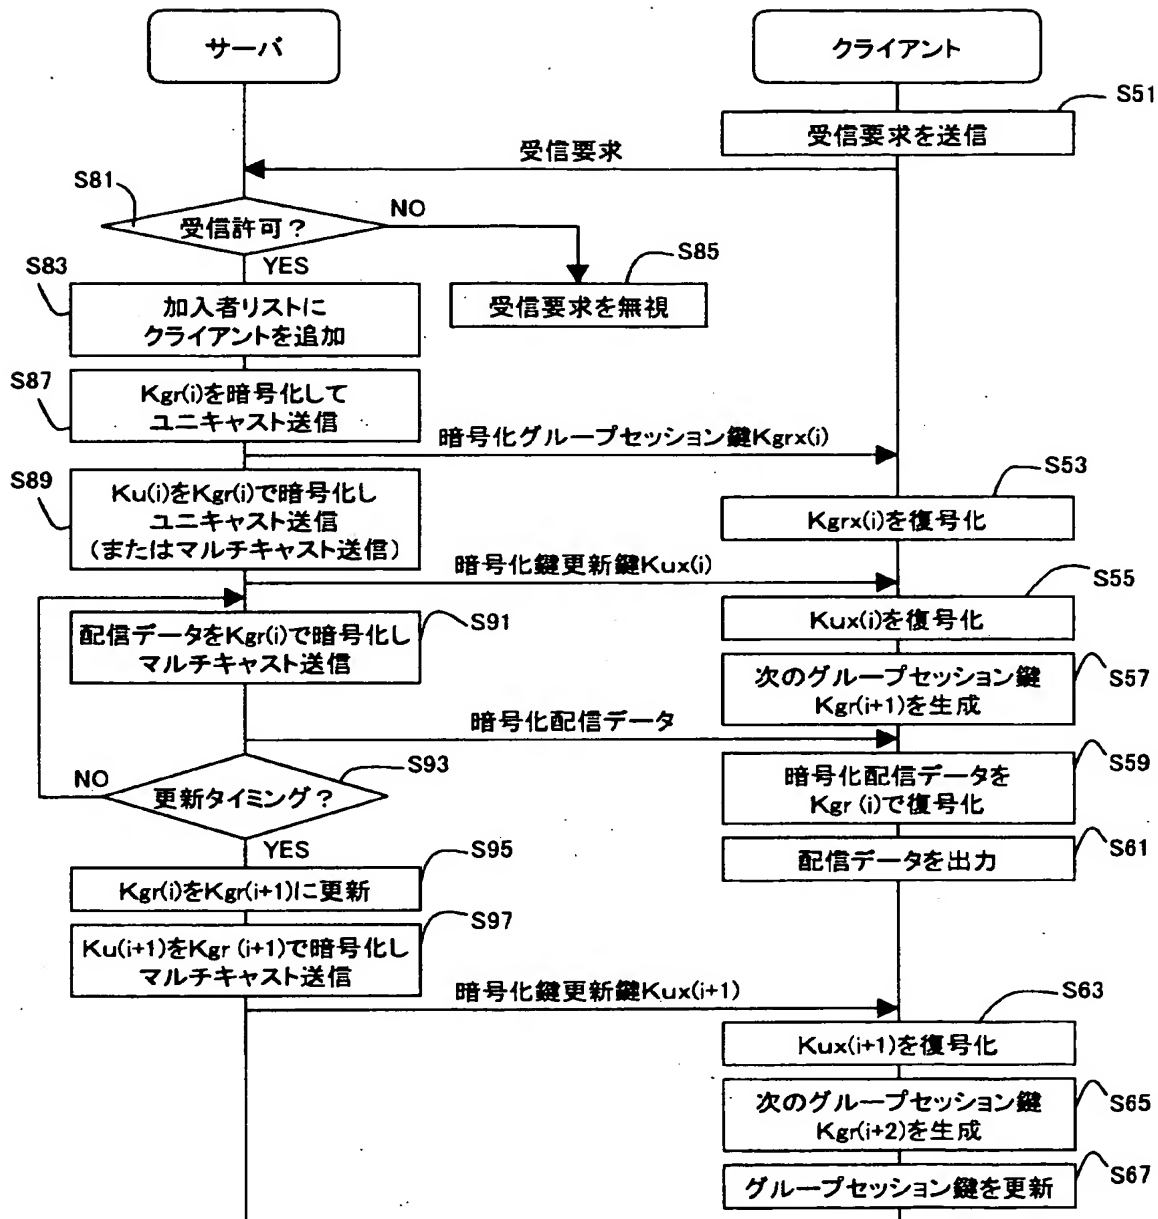 サーバ
クライアント
S51
受信要求を送信
受信要求
S81
受信許可?
NO
YES
S85
受信要求を無視
S83
加入者リストに
クライアントを追加
S87
Kgr(i)を暗号化して
ユニキャスト送信
暗号化グループセッション鍵Kgrx(i)
S89
Ku(i)をKgr(i)で暗号化し
ユニキャスト送信
(またはマルチキャスト送信)
S53
Kgrx(i)を復号化
暗号化鍵更新鍵Kux(i)
S55
Kux(i)を復号化
配信データをKgr(i)で暗号化し
マルチキャスト送信
S91
次のグループセッション鍵
Kgr(i+1)を生成
S57
暗号化配信データ
S93
更新タイミング?
NO
YES
暗号化配信データを
Kgr (i)で復号化
S59
配信データを出力
S61
S95
Kgr(i)をKgr(i+1)に更新
S97
Ku(i+1)をKgr (i+1)で暗号化し
マルチキャスト送信
暗号化鍵更新鍵Kux(i+1)
S63
Kux(i+1)を復号化
次のグループセッション鍵
Kgr(i+2)を生成
S65
グループセッション鍵を更新
S67